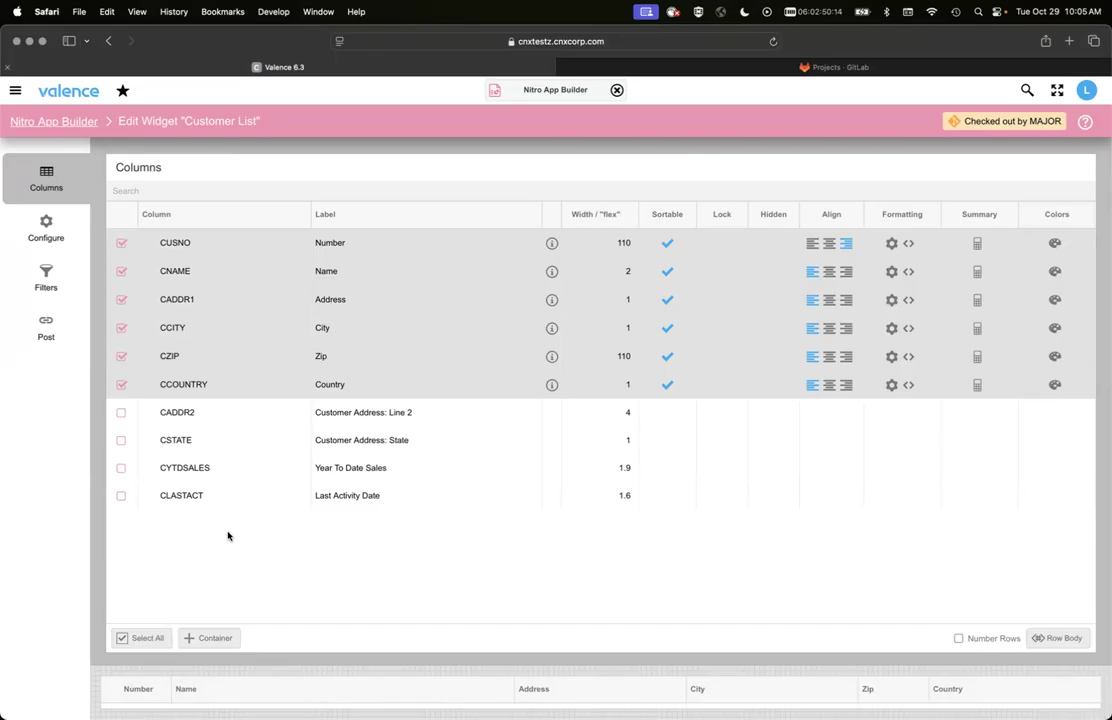 Safari File Edit View History Bookmarks Develop Window Help 06:02:50:14 Tue Oct 29 10:05 AM
cnxtestz.cnxcorp.com
Valence 6.3 Projects · GitLab
valence Nitro App Builder L
Nitro App Builder > Edit Widget "Customer List" Checked out by MAJOR
Columns
Configure
Filters
Post
Columns
Search
Column Label Width / "flex" Sortable Lock Hidden Align Formatting Summary Colors
CUSNO Number 110
CNAME Name 2
CADDR1 Address 1
CCITY City 1
CZIP Zip 110
CCOUNTRY Country 1
CADDR2 Customer Address: Line 2 4
CSTATE Customer Address: State 1
CYTDSALES Year To Date Sales 1.9
CLASTACT Last Activity Date 1.6
Select All Container Number Rows Row Body
Number Name Address City Zip Country